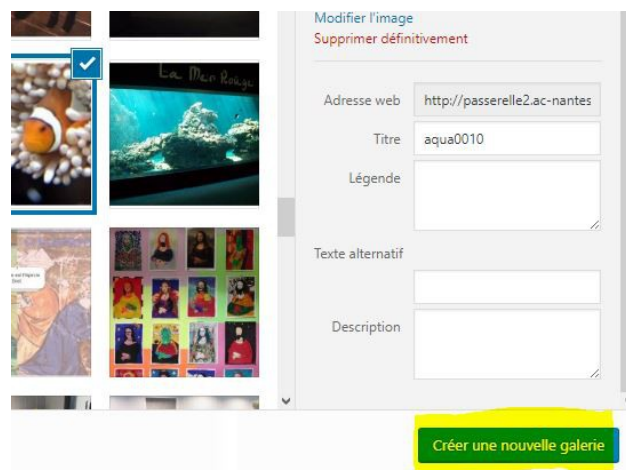 Modifier l'image
Supprimer définitivement
La Mer Rouge
Adresse web http://passerelle2.ac-nantes
Titre aqua0010
Légende
Texte alternatif
Description
Créer une nouvelle galerie